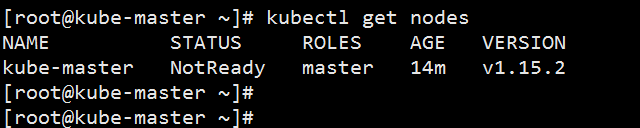 [root@kube-master ~]# kubectl get nodes
NAME          STATUS     ROLES    AGE   VERSION
kube-master   NotReady   master   14m   v1.15.2
[root@kube-master ~]#
[root@kube-master ~]#